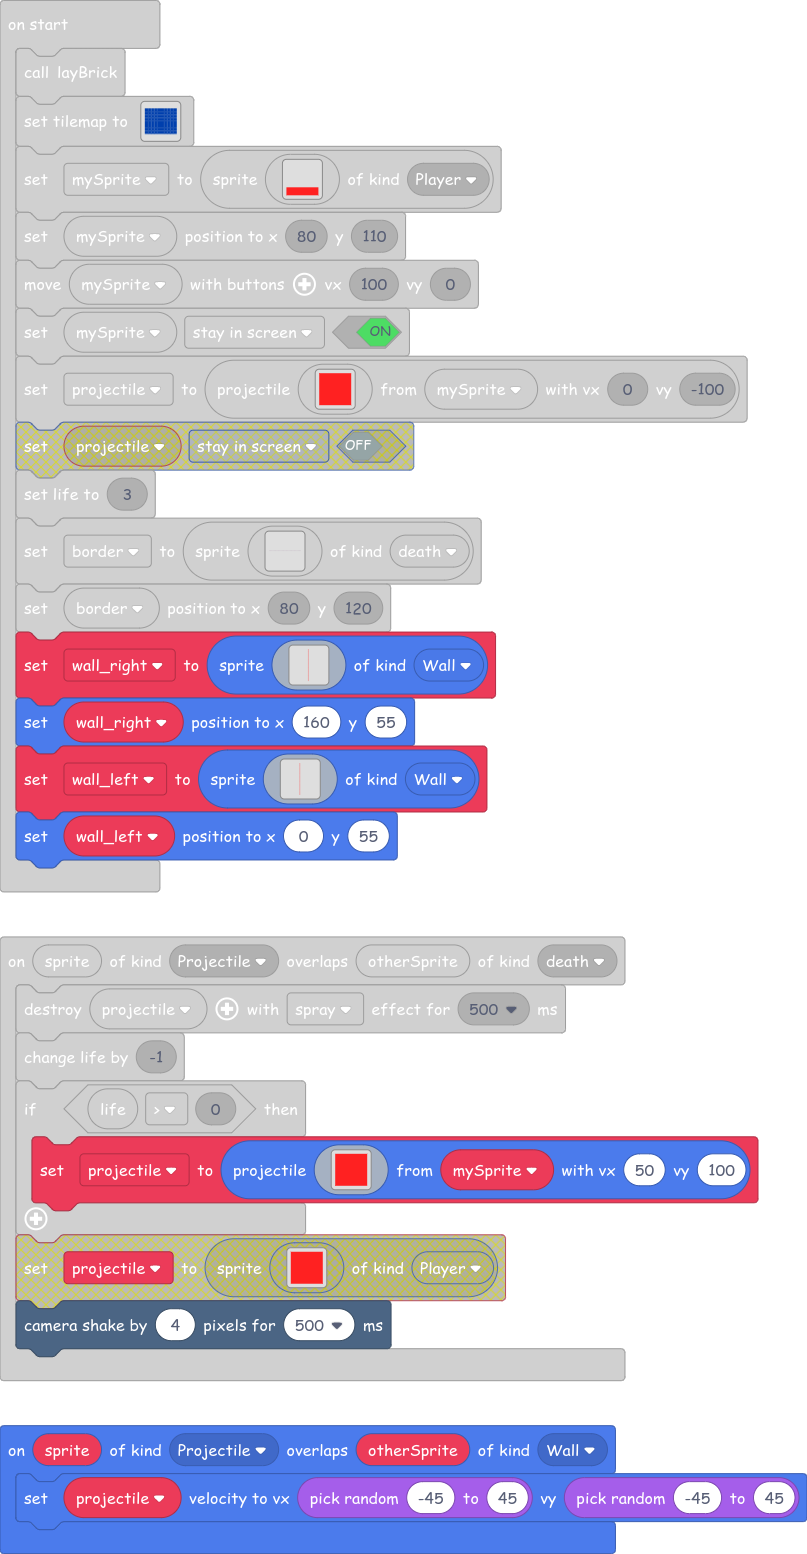 on start
call layBrick
set tilemap to
set mySprite to sprite of kind Player
set mySprite position to x 80 y 110
move mySprite with buttons vx 100 vy 0
set mySprite stay in screen ON
set projectile to projectile from mySprite with vx 0 vy -100
set projectile stay in screen OFF
set life to 3
set border to sprite of kind death
set border position to x 80 y 120
set wall_right to sprite of kind Wall
set wall_right position to x 160 y 55
set wall_left to sprite of kind Wall
set wall_left position to x 0 y 55
on sprite of kind Projectile overlaps otherSprite of kind death
destroy projectile with spray effect for 500 ms
change life by -1
if life > 0 then
set projectile to projectile from mySprite with vx 50 vy 100
set projectile to sprite of kind Player
camera shake by 4 pixels for 500 ms
on sprite of kind Projectile overlaps otherSprite of kind Wall
set projectile velocity to vx pick random -45 to 45 vy pick random -45 to 45